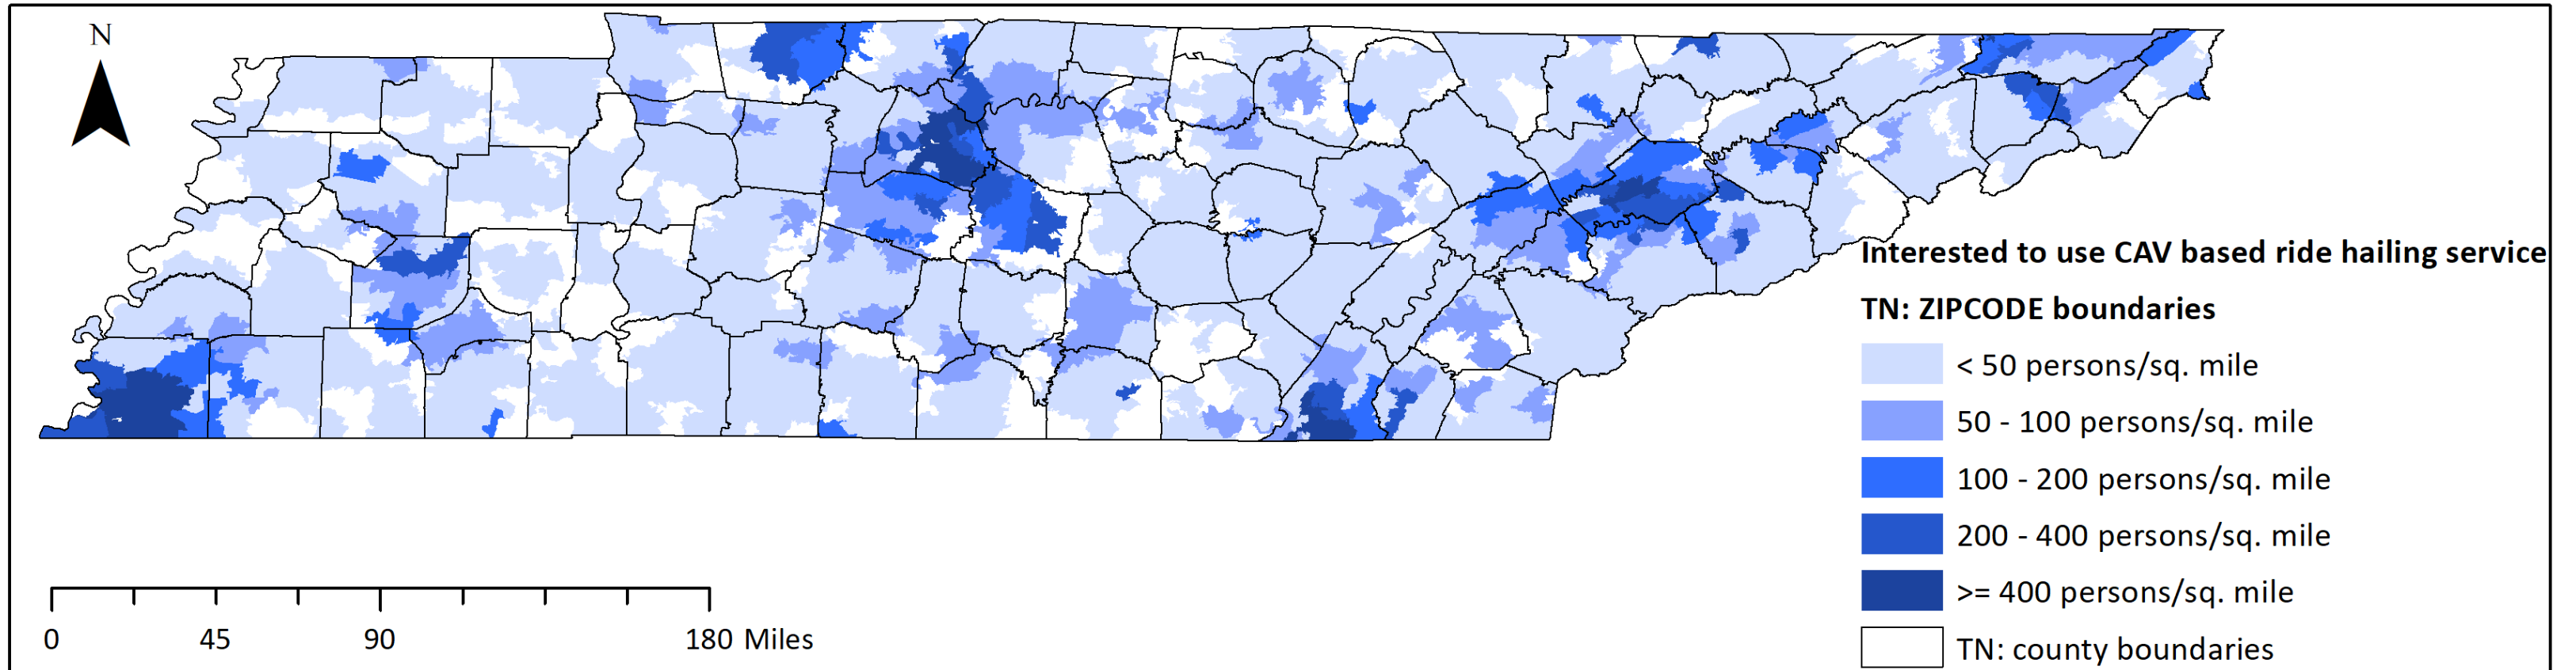 N
Interested to use CAV based ride hailing service
TN: ZIPCODE boundaries
< 50 persons/sq. mile
50 - 100 persons/sq. mile
100 - 200 persons/sq. mile
200 - 400 persons/sq. mile
>= 400 persons/sq. mile
TN: county boundaries
0 45 90 180 Miles